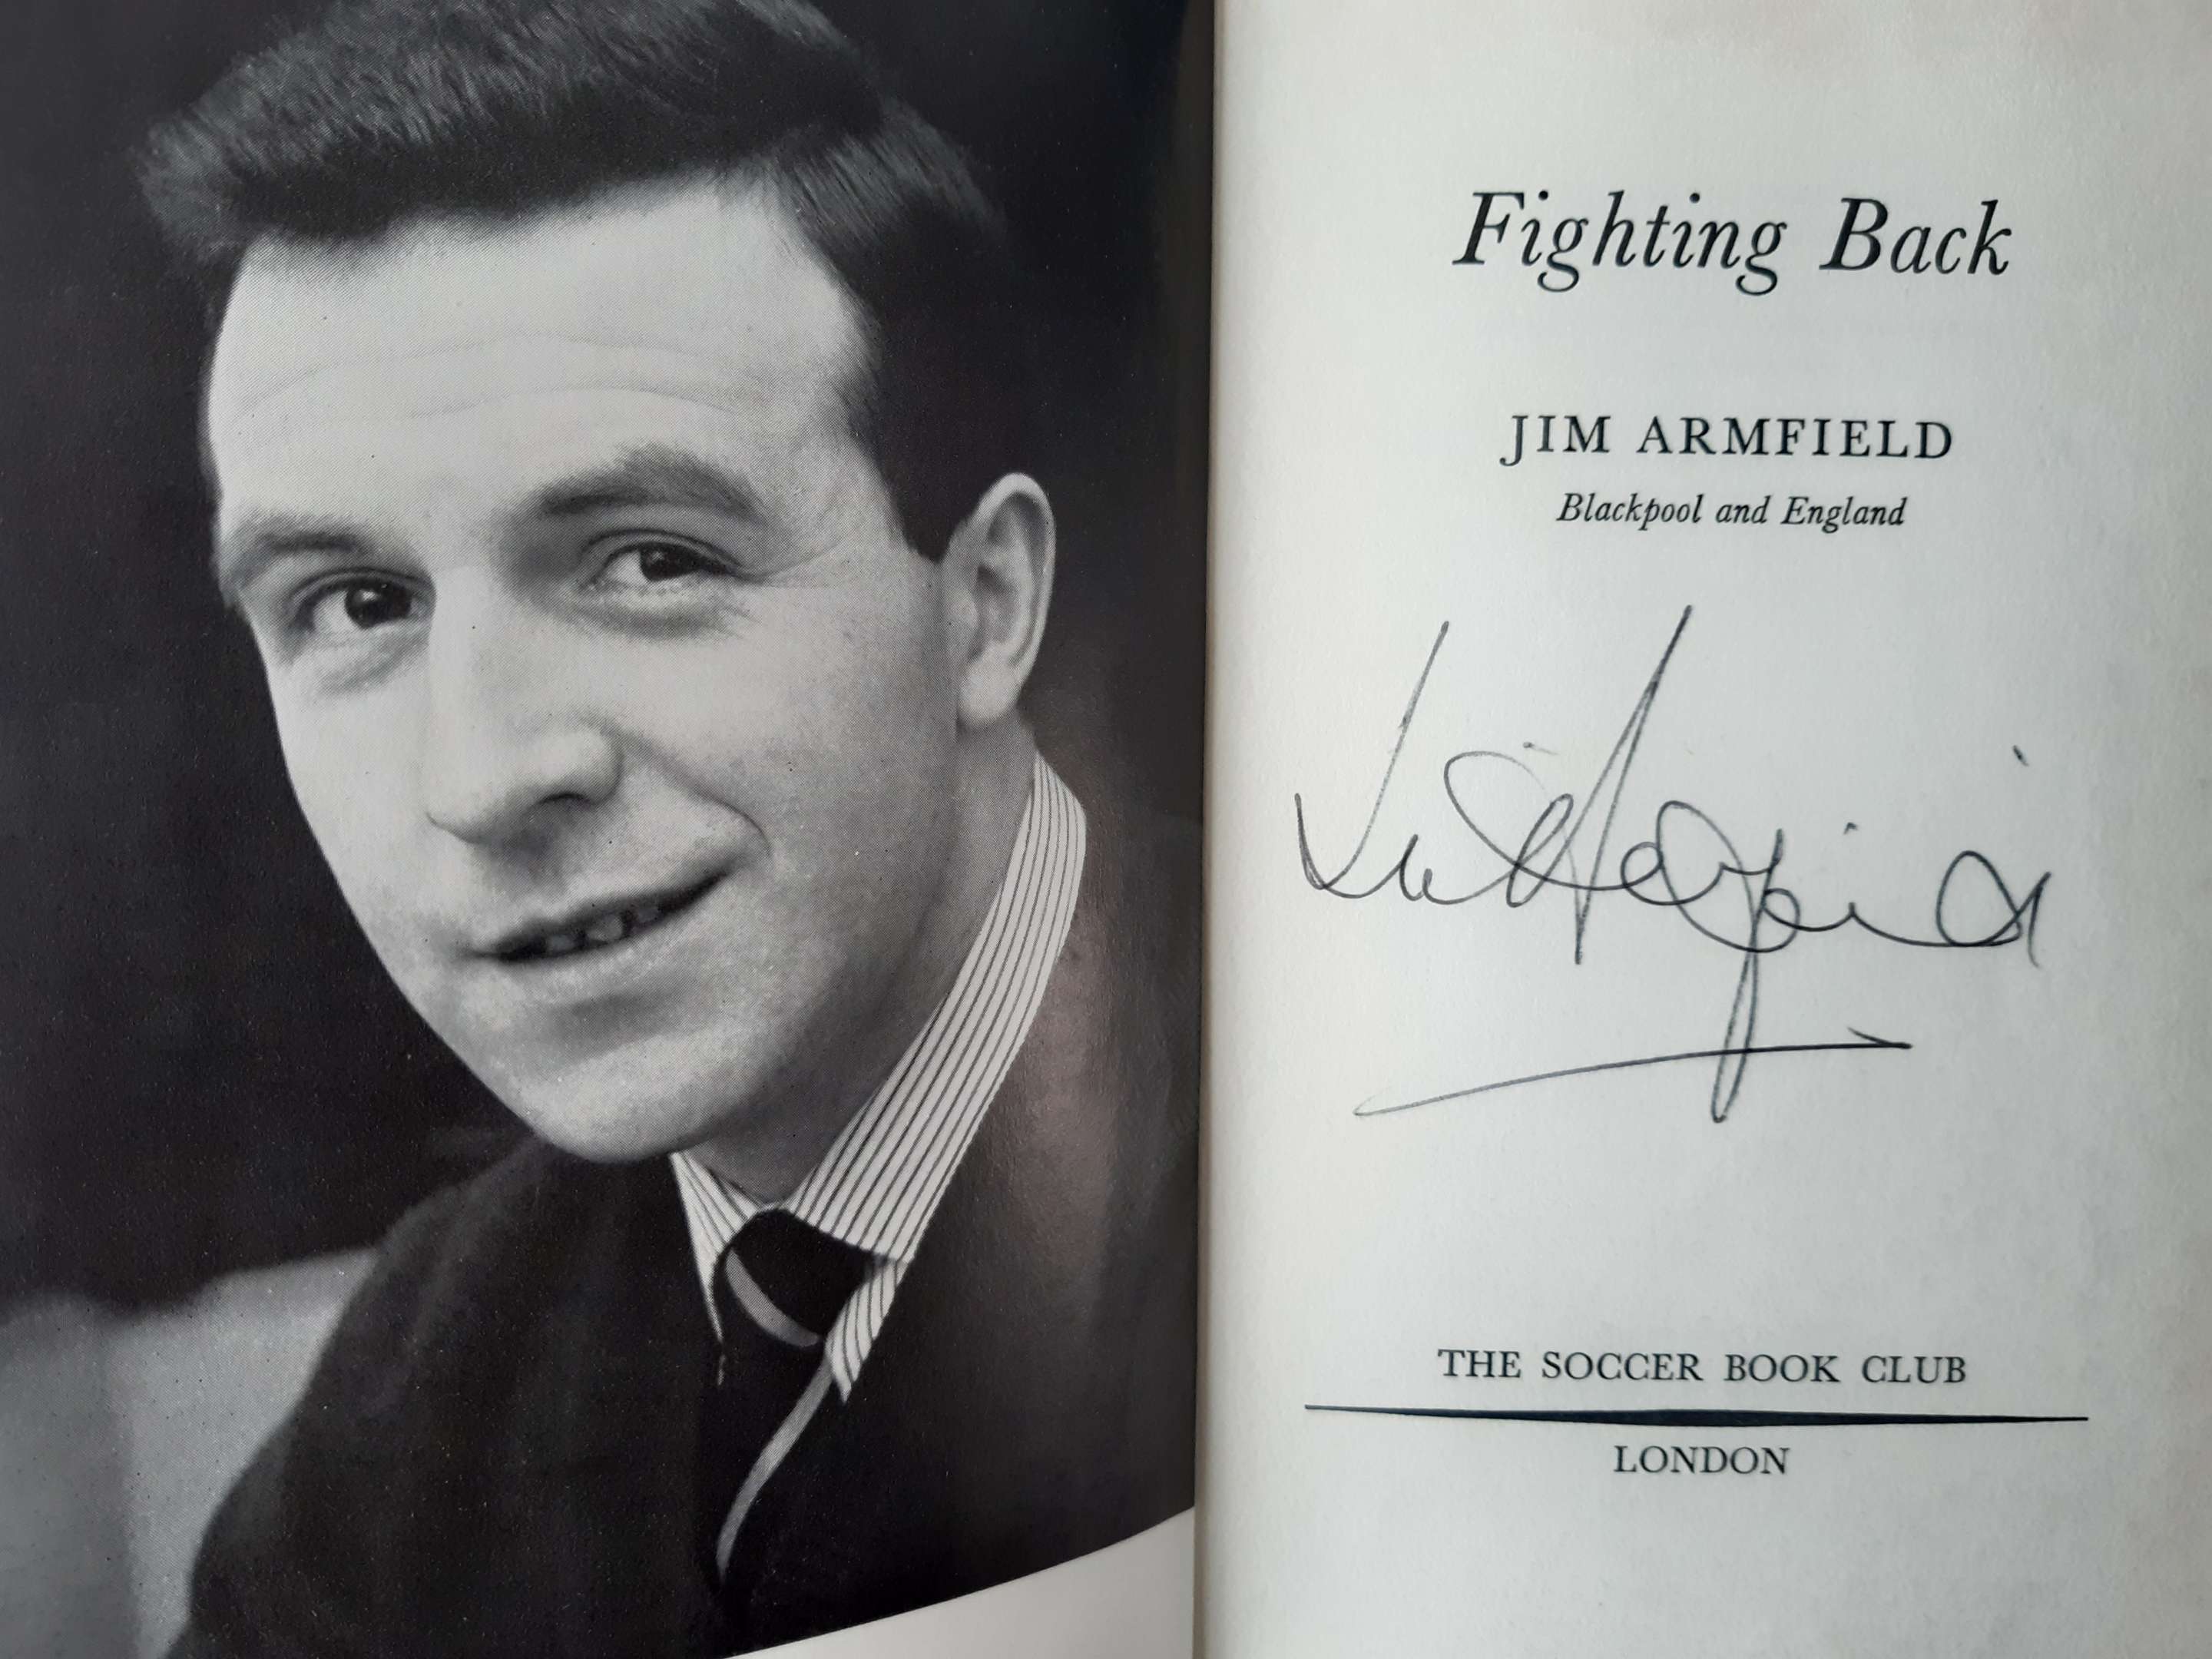 Fighting Back
JIM ARMFIELD
Blackpool and England
THE SOCCER BOOK CLUB
LONDON